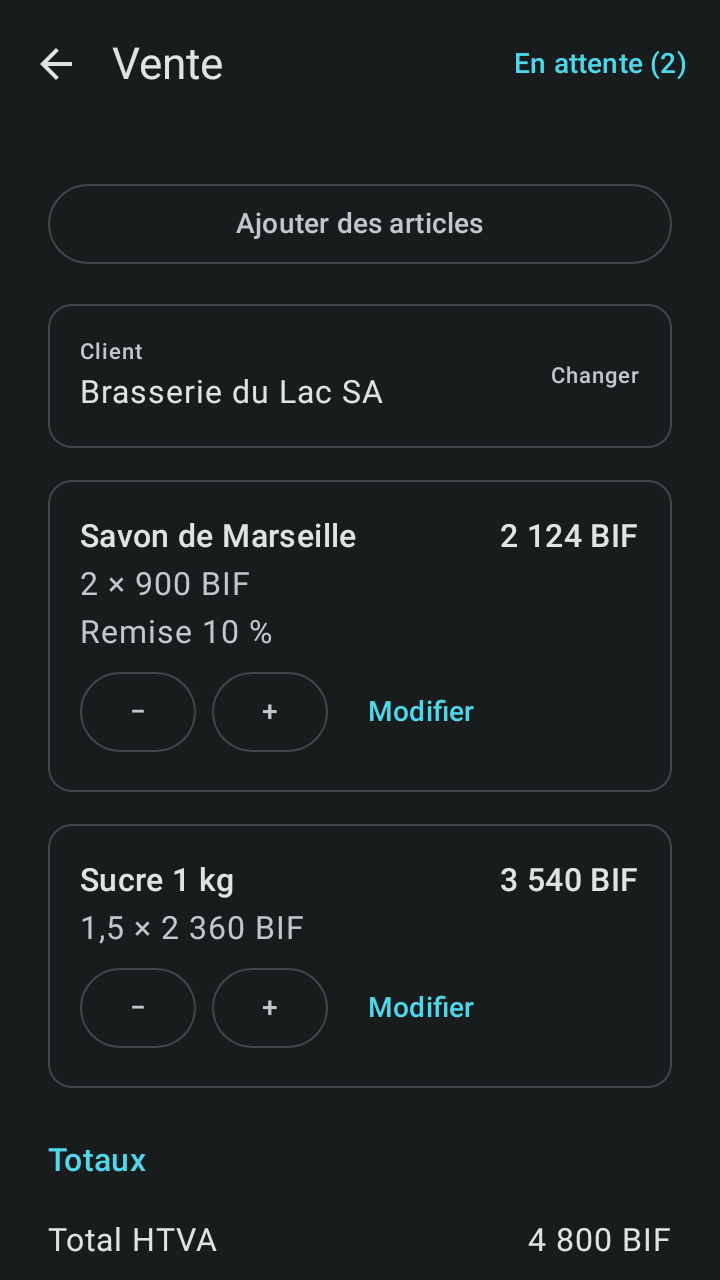 Vente
En attente (2)
Ajouter des articles
Client
Brasserie du Lac SA
Changer
Savon de Marseille 2 124 BIF
2 × 900 BIF
Remise 10 %
− + Modifier
Sucre 1 kg 3 540 BIF
1,5 × 2 360 BIF
− + Modifier
Totaux
Total HTVA 4 800 BIF